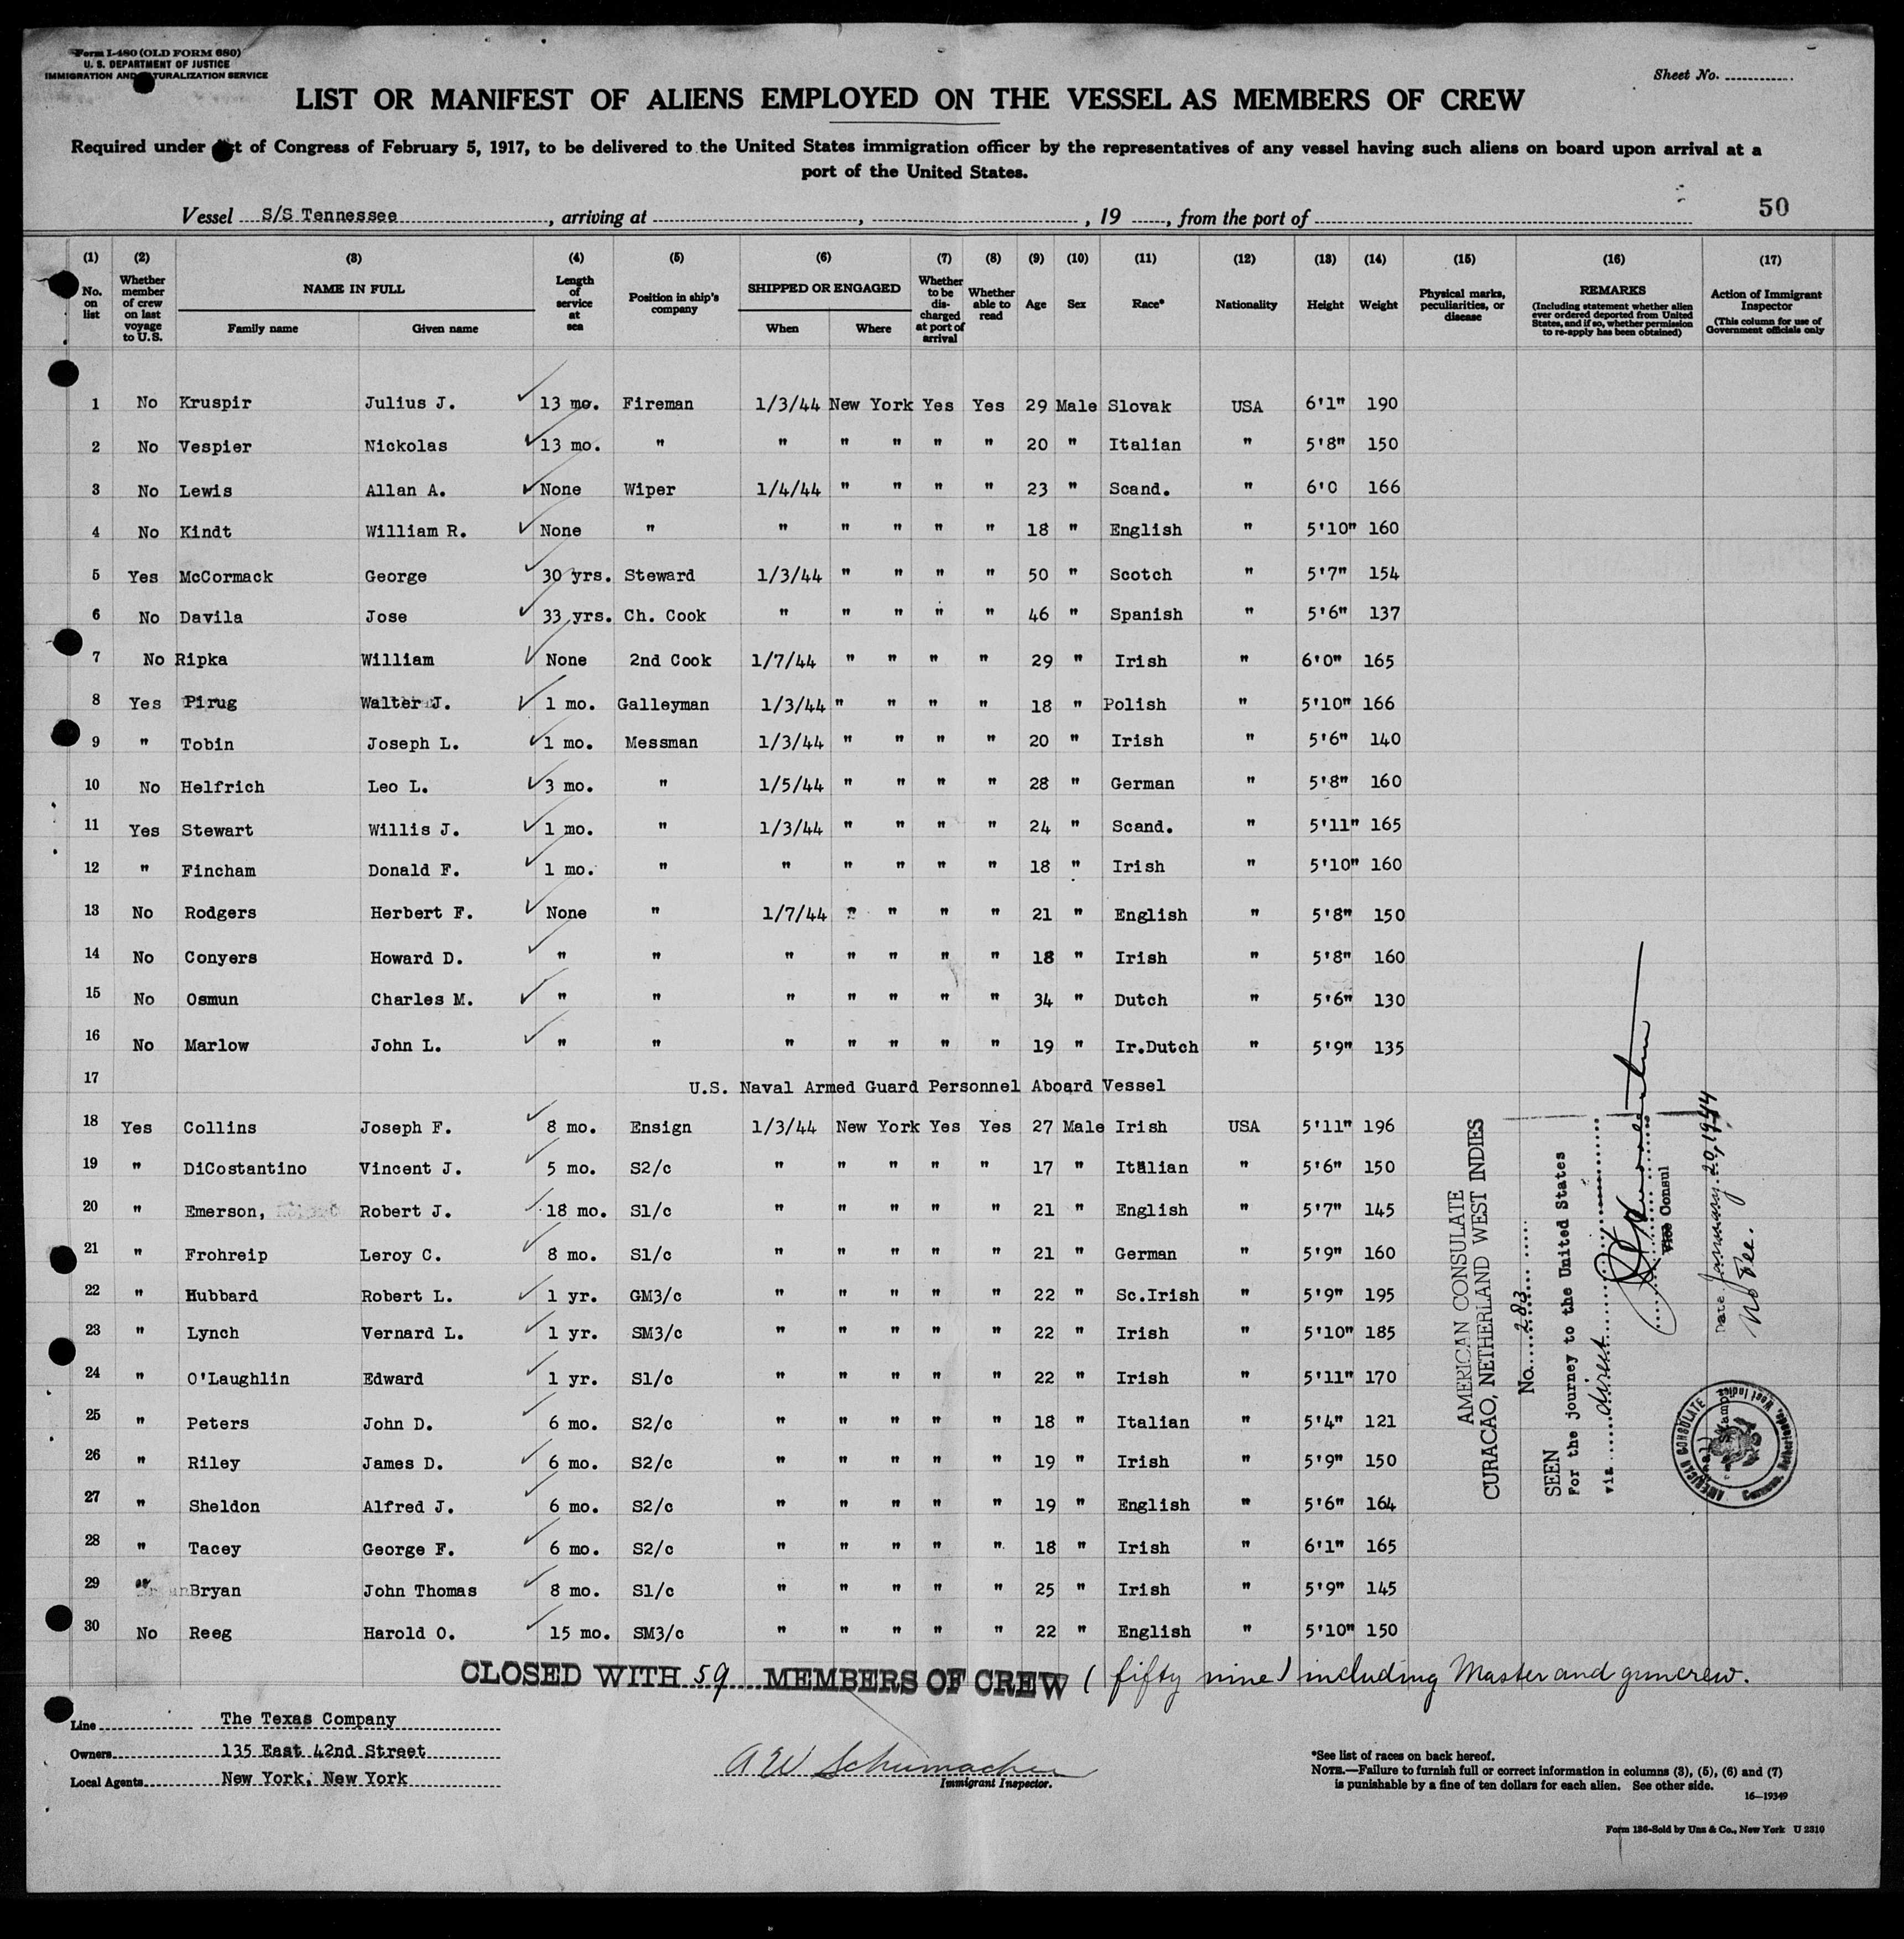 Form I-480 (OLD FORM 680)
U. S. DEPARTMENT OF JUSTICE
IMMIGRATION AND NATURALIZATION SERVICE
Sheet No.
LIST OR MANIFEST OF ALIENS EMPLOYED ON THE VESSEL AS MEMBERS OF CREW
Required under Act of Congress of February 5, 1917, to be delivered to the United States immigration officer by the representatives of any vessel having such aliens on board upon arrival at a
port of the United States.
Vessel S/S Tennessee, arriving at , , 19 , from the port of
50
(1) (2) (3) (4) (5) (6) (7) (8) (9) (10) (11) (12) (13) (14) (15) (16) (17)
No. on list Whether member of crew on last voyage to U.S. NAME IN FULL Family name Given name Length of service at sea Position in ship's company SHIPPED OR ENGAGED When Where Whether to be discharged at port of arrival Whether able to read Age Sex Race* Nationality Height Weight Physical marks, peculiarities, or disease REMARKS (Including statement whether alien ever ordered deported from United States, and if so, whether permission to re-apply has been obtained) Action of Immigrant Inspector (This column for use of Government officials only
1 No Kruspir Julius J. 13 mo. Fireman 1/3/44 New York Yes Yes 29 Male Slovak USA 6'1" 190
2 No Vespier Nickolas 13 mo. " " " " " " 20 " Italian " 5'8" 150
3 No Lewis Allan A. None Wiper 1/4/44 " " " " 23 " Scand. " 6'0 166
4 No Kindt William R. None " " " " " " 18 " English " 5'10" 160
5 Yes McCormack George 30 yrs. Steward 1/3/44 " " " " 50 " Scotch " 5'7" 154
6 No Davila Jose 33 yrs. Ch. Cook " " " " " 46 " Spanish " 5'6" 137
7 No Ripka William None 2nd Cook 1/7/44 " " " " 29 " Irish " 6'0" 165
8 Yes Pirug Walter J. 1 mo. Galleyman 1/3/44 " " " " 18 " Polish " 5'10" 166
9 " Tobin Joseph L. 1 mo. Messman 1/3/44 " " " " 20 " Irish " 5'6" 140
10 No Helfrich Leo L. 3 mo. " 1/5/44 " " " " 28 " German " 5'8" 160
11 Yes Stewart Willis J. 1 mo. " 1/3/44 " " " " 24 " Scand. " 5'11" 165
12 " Fincham Donald F. 1 mo. " " " " " " 18 " Irish " 5'10" 160
13 No Rodgers Herbert F. None " 1/7/44 " " " " 21 " English " 5'8" 150
14 No Conyers Howard D. " " " " " " " 18 " Irish " 5'8" 160
15 No Osmun Charles M. " " " " " " " 34 " Dutch " 5'6" 130
16 No Marlow John L. " " " " " " " 19 " Ir.Dutch " 5'9" 135
17 U.S. Naval Armed Guard Personnel Aboard Vessel
18 Yes Collins Joseph F. 8 mo. Ensign 1/3/44 New York Yes Yes 27 Male Irish USA 5'11" 196
19 " DiCostantino Vincent J. 5 mo. S2/c " " " " " 17 " Italian " 5'6" 150
20 " Emerson, Robert J. 18 mo. S1/c " " " " " 21 " English " 5'7" 145
21 " Frohreip Leroy C. 8 mo. S1/c " " " " " 21 " German " 5'9" 160
22 " Hubbard Robert L. 1 yr. GM3/c " " " " " 22 " Sc.Irish " 5'9" 195
23 " Lynch Vernard L. 1 yr. SM3/c " " " " " 22 " Irish " 5'10" 185
24 " O'Laughlin Edward 1 yr. S1/c " " " " " 22 " Irish " 5'11" 170
25 " Peters John D. 6 mo. S2/c " " " " " 18 " Italian " 5'4" 121
26 " Riley James D. 6 mo. S2/c " " " " " 19 " Irish " 5'9" 150
27 " Sheldon Alfred J. 6 mo. S2/c " " " " " 19 " English " 5'6" 164
28 " Tacey George F. 6 mo. S2/c " " " " " 18 " Irish " 6'1" 165
29 " Bryan John Thomas 8 mo. S1/c " " " " " 25 " Irish " 5'9" 145
30 No Reeg Harold O. 15 mo. SM3/c " " " " " 22 " English " 5'10" 150
AMERICAN CONSULATE
CURACAO, NETHERLAND WEST INDIES
No. 283
SEEN
For the journey to the United States
via direct
Vice Consul
Date January 20, 1944
No Fee.
AMERICAN CONSULATE
Curacao, Netherlands West Indies
CLOSED WITH 59 MEMBERS OF CREW (fifty nine) including Master and guncrew.
Line The Texas Company
Owners 135 East 42nd Street
Local Agents New York, New York
A W Schumacher
Immigrant Inspector.
*See list of races on back hereof.
NOTE.—Failure to furnish full or correct information in columns (3), (5), (6) and (7)
is punishable by a fine of ten dollars for each alien. See other side.
16—19349
Form 136-Sold by Unz & Co., New York U 2310